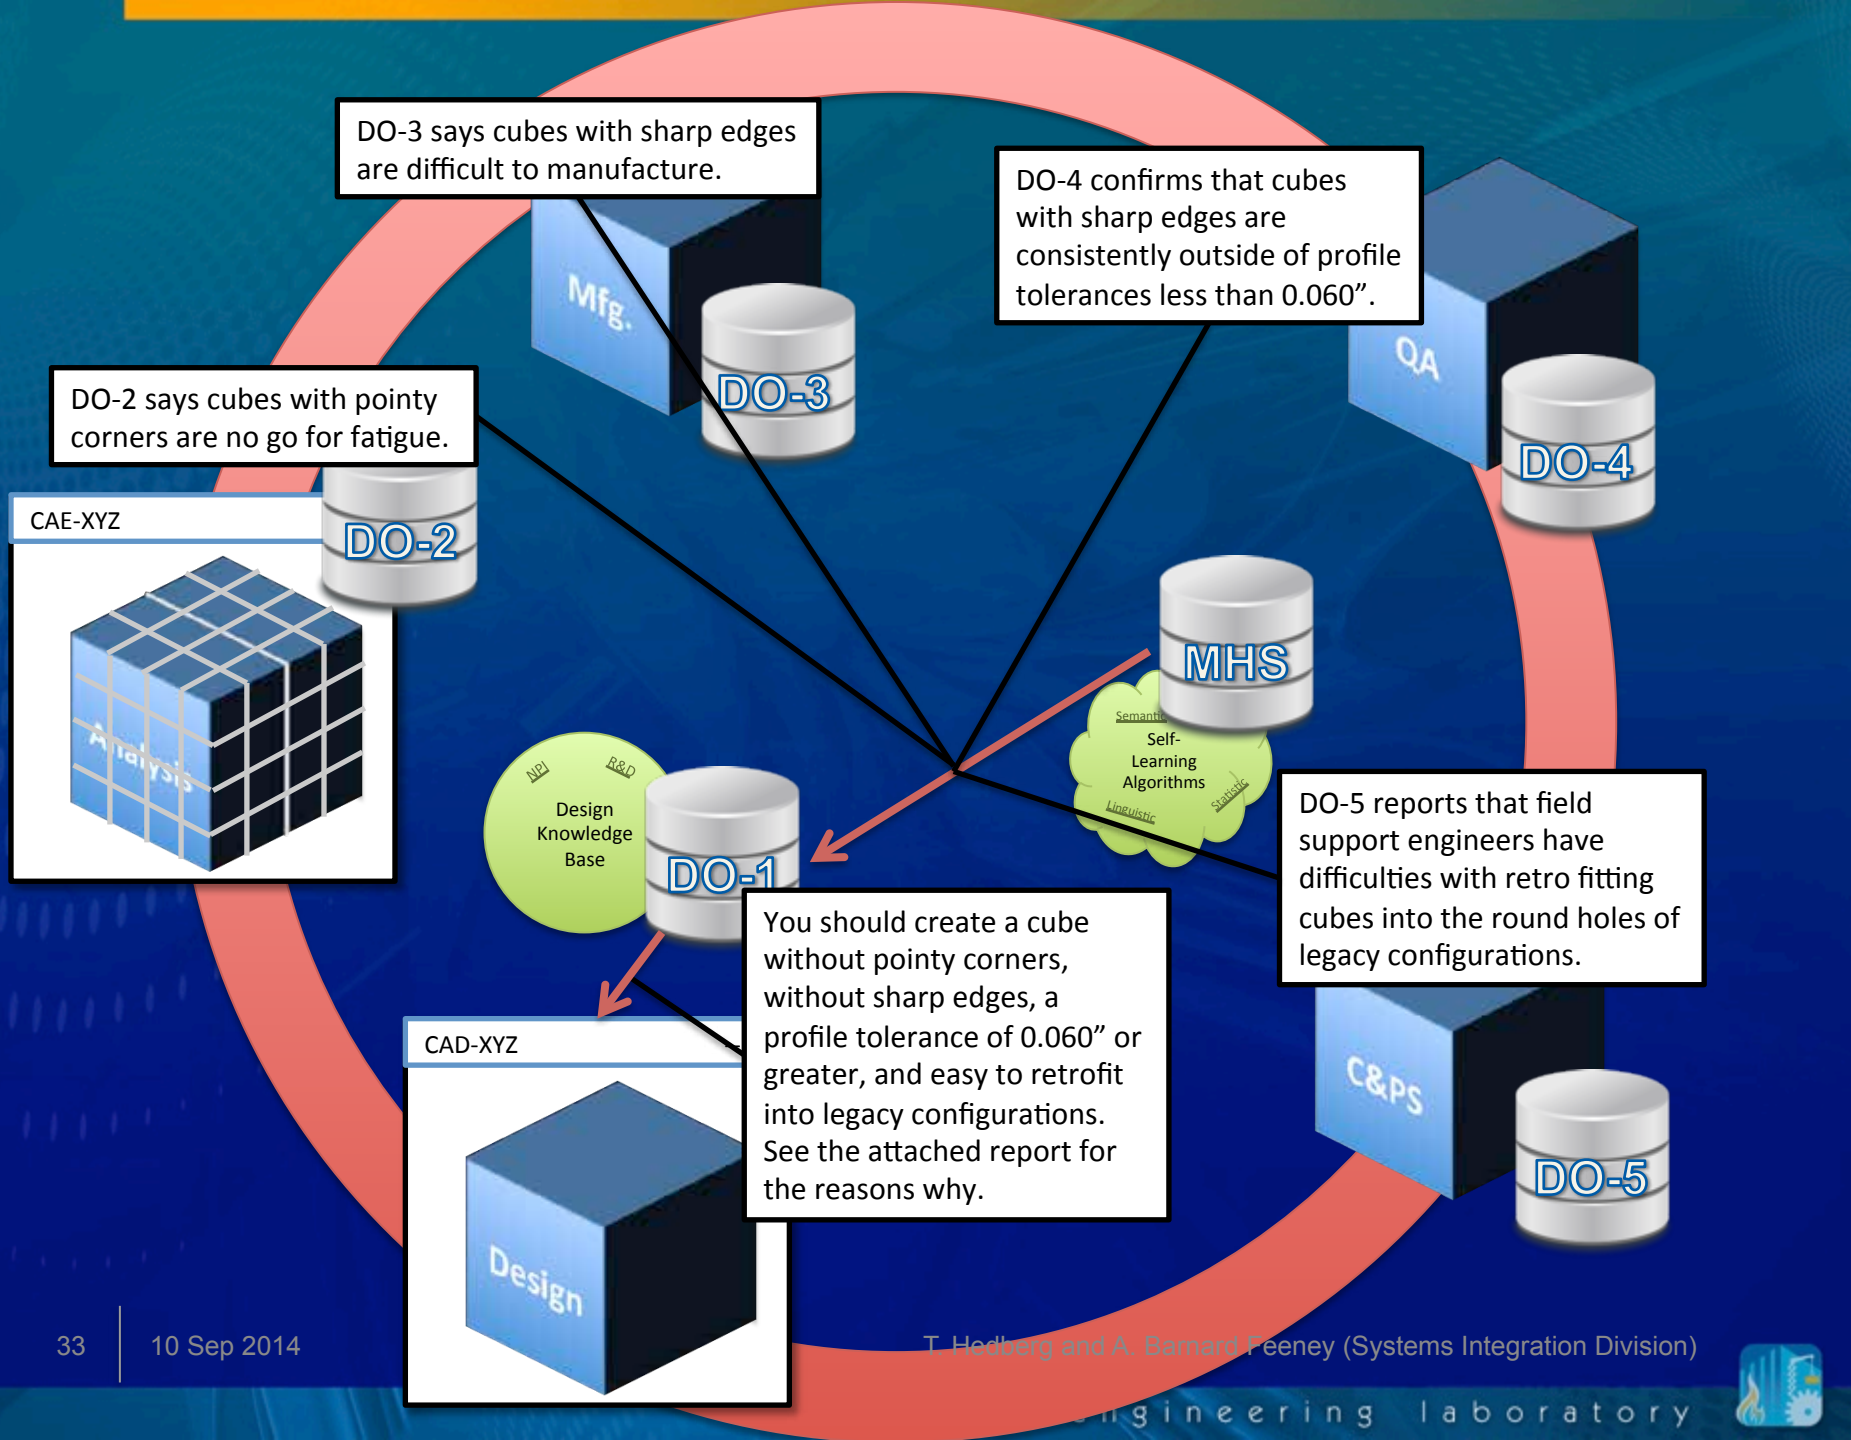 DO-3 says cubes with sharp edges
are difficult to manufacture.
DO-4 confirms that cubes
with sharp edges are
consistently outside of profile
tolerances less than 0.060”.
Mfg.
DO-3
QA
DO-4
DO-2 says cubes with pointy
corners are no go for fatigue.
CAE-XYZ
DO-2
Analysis
MHS
Semantic
Self-
Learning
Algorithms
Linguistic
Statistic
NPI
R&D
Design
Knowledge
Base
DO-1
DO-5 reports that field
support engineers have
difficulties with retro fitting
cubes into the round holes of
legacy configurations.
You should create a cube
without pointy corners,
without sharp edges, a
profile tolerance of 0.060” or
greater, and easy to retrofit
into legacy configurations.
See the attached report for
the reasons why.
CAD-XYZ
C&PS
DO-5
Design
33
10 Sep 2014
T. Hedberg and A. Barnard Feeney (Systems Integration Division)
ngineering laboratory